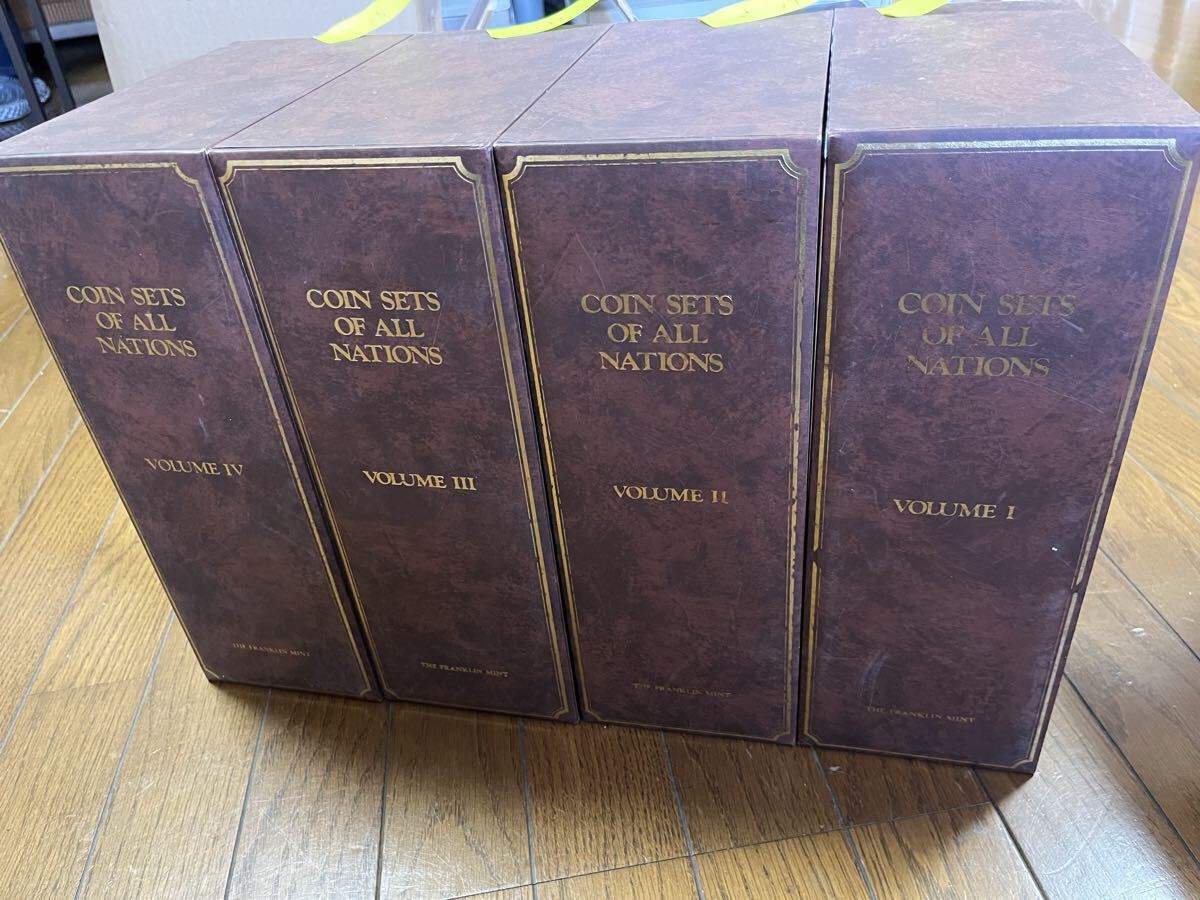 COIN SETS
OF ALL
NATIONS
VOLUME IV
THE FRANKLIN MINT
COIN SETS
OF ALL
NATIONS
VOLUME III
THE FRANKLIN MINT
COIN SETS
OF ALL
NATIONS
VOLUME II
THE FRANKLIN MINT
COIN SETS
OF ALL
NATIONS
VOLUME I
THE FRANKLIN MINT